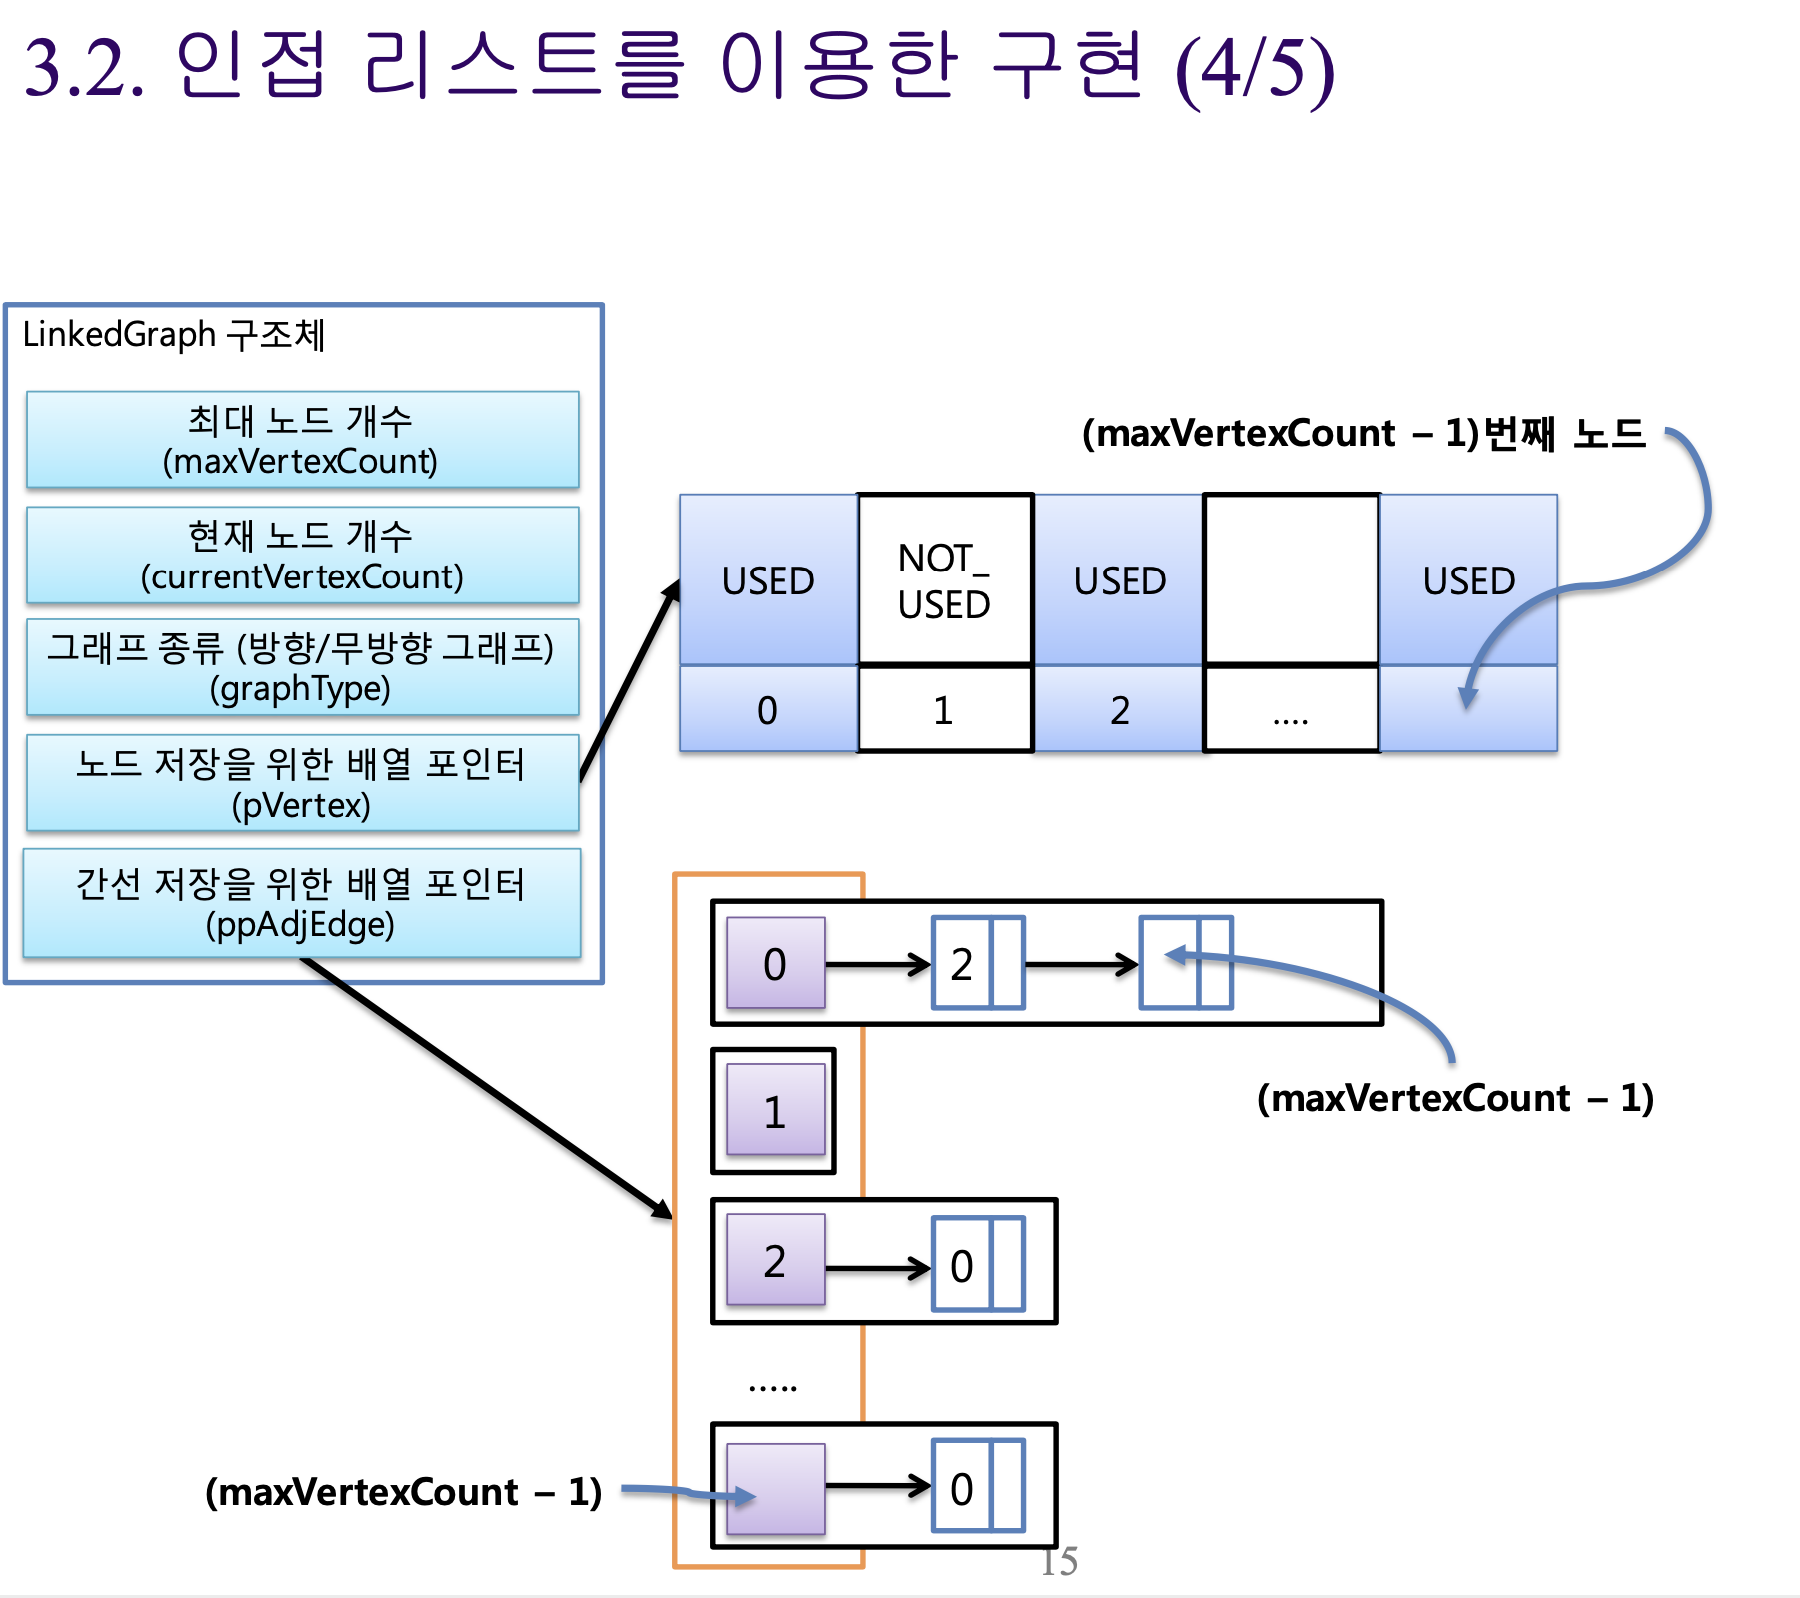 3.2. 인접 리스트를 이용한 구현 (4/5)
LinkedGraph 구조체
최대 노드 개수
(maxVertexCount)
현재 노드 개수
(currentVertexCount)
그래프 종류 (방향/무방향 그래프)
(graphType)
노드 저장을 위한 배열 포인터
(pVertex)
간선 저장을 위한 배열 포인터
(ppAdjEdge)
(maxVertexCount – 1)번째 노드
USED
NOT_
USED
USED
USED
0
1
2
....
0
2
(maxVertexCount – 1)
1
2
0
.....
(maxVertexCount – 1)
0
15